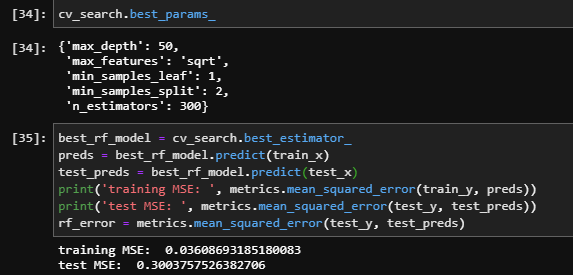 [34]: cv_search.best_params_
[34]: {'max_depth': 50,
'max_features': 'sqrt',
'min_samples_leaf': 1,
'min_samples_split': 2,
'n_estimators': 300}
[35]: best_rf_model = cv_search.best_estimator_
preds = best_rf_model.predict(train_x)
test_preds = best_rf_model.predict(test_x)
print('training MSE: ', metrics.mean_squared_error(train_y, preds))
print('test MSE: ', metrics.mean_squared_error(test_y, test_preds))
rf_error = metrics.mean_squared_error(test_y, test_preds)
training MSE:  0.03608693185180083
test MSE:  0.3003757526382706